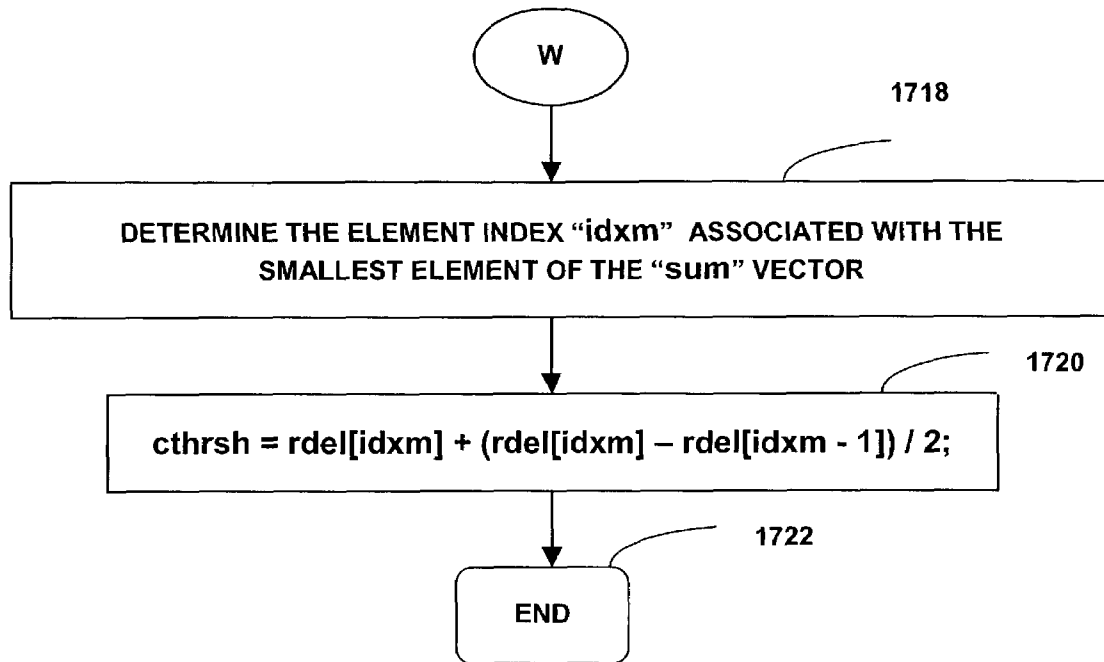 W
1718
DETERMINE THE ELEMENT INDEX “idxm” ASSOCIATED WITH THE
SMALLEST ELEMENT OF THE “sum” VECTOR
1720
cthrsh = rdel[idxm] + (rdel[idxm] – rdel[idxm - 1]) / 2;
1722
END